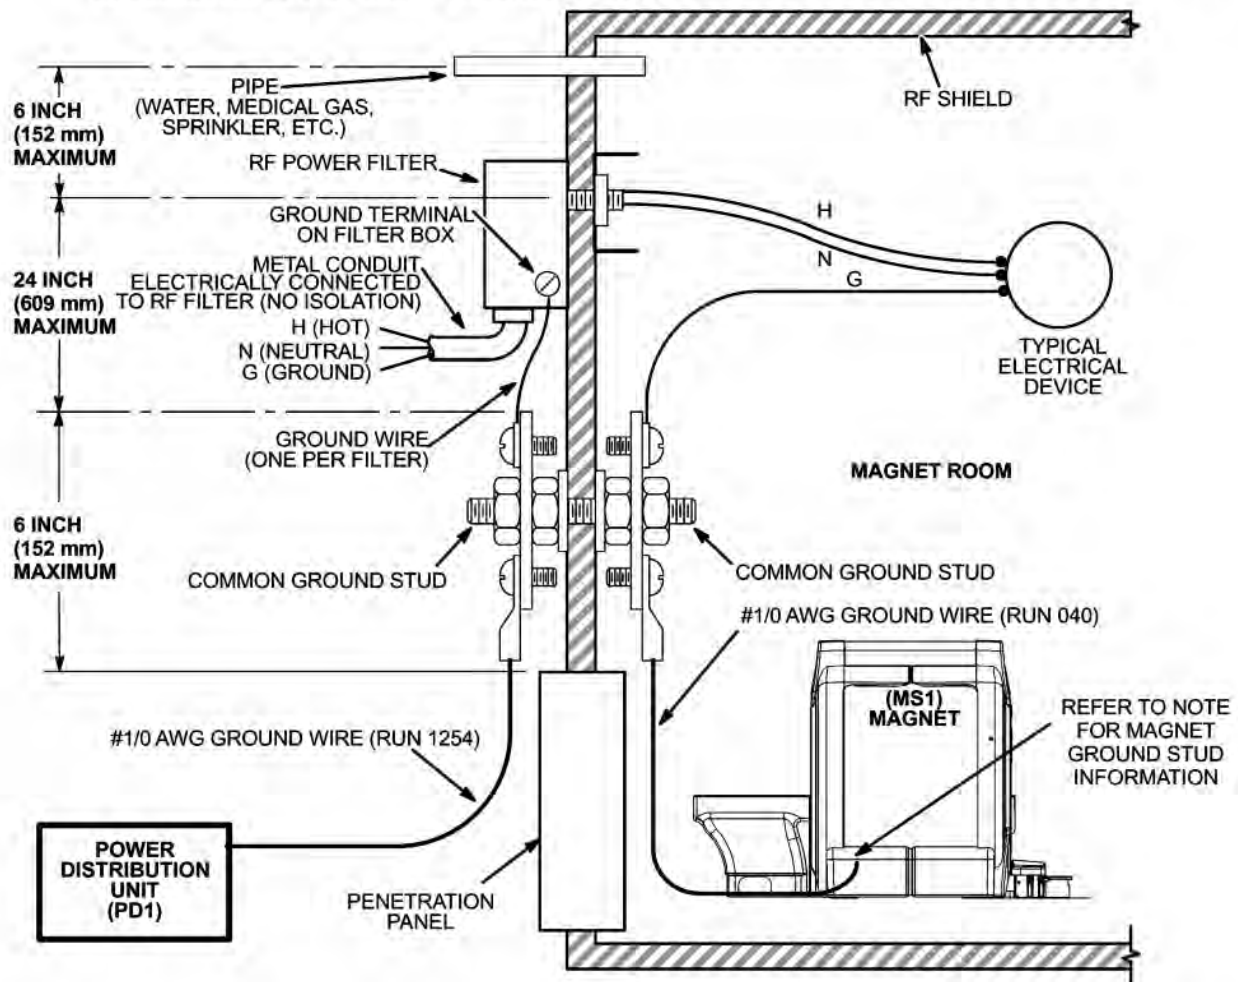 PIPE
(WATER, MEDICAL GAS,
SPRINKLER, ETC.)
6 INCH
(152 mm)
MAXIMUM
RF SHIELD
RF POWER FILTER
GROUND TERMINAL
ON FILTER BOX
METAL CONDUIT
ELECTRICALLY CONNECTED
TO RF FILTER (NO ISOLATION)
24 INCH
(609 mm)
MAXIMUM
H (HOT)
N (NEUTRAL)
G (GROUND)
H
N
G
TYPICAL
ELECTRICAL
DEVICE
GROUND WIRE
(ONE PER FILTER)
MAGNET ROOM
6 INCH
(152 mm)
MAXIMUM
COMMON GROUND STUD
COMMON GROUND STUD
#1/0 AWG GROUND WIRE (RUN 040)
(MS1)
MAGNET
REFER TO NOTE
FOR MAGNET
GROUND STUD
INFORMATION
#1/0 AWG GROUND WIRE (RUN 1254)
POWER
DISTRIBUTION
UNIT
(PD1)
PENETRATION
PANEL